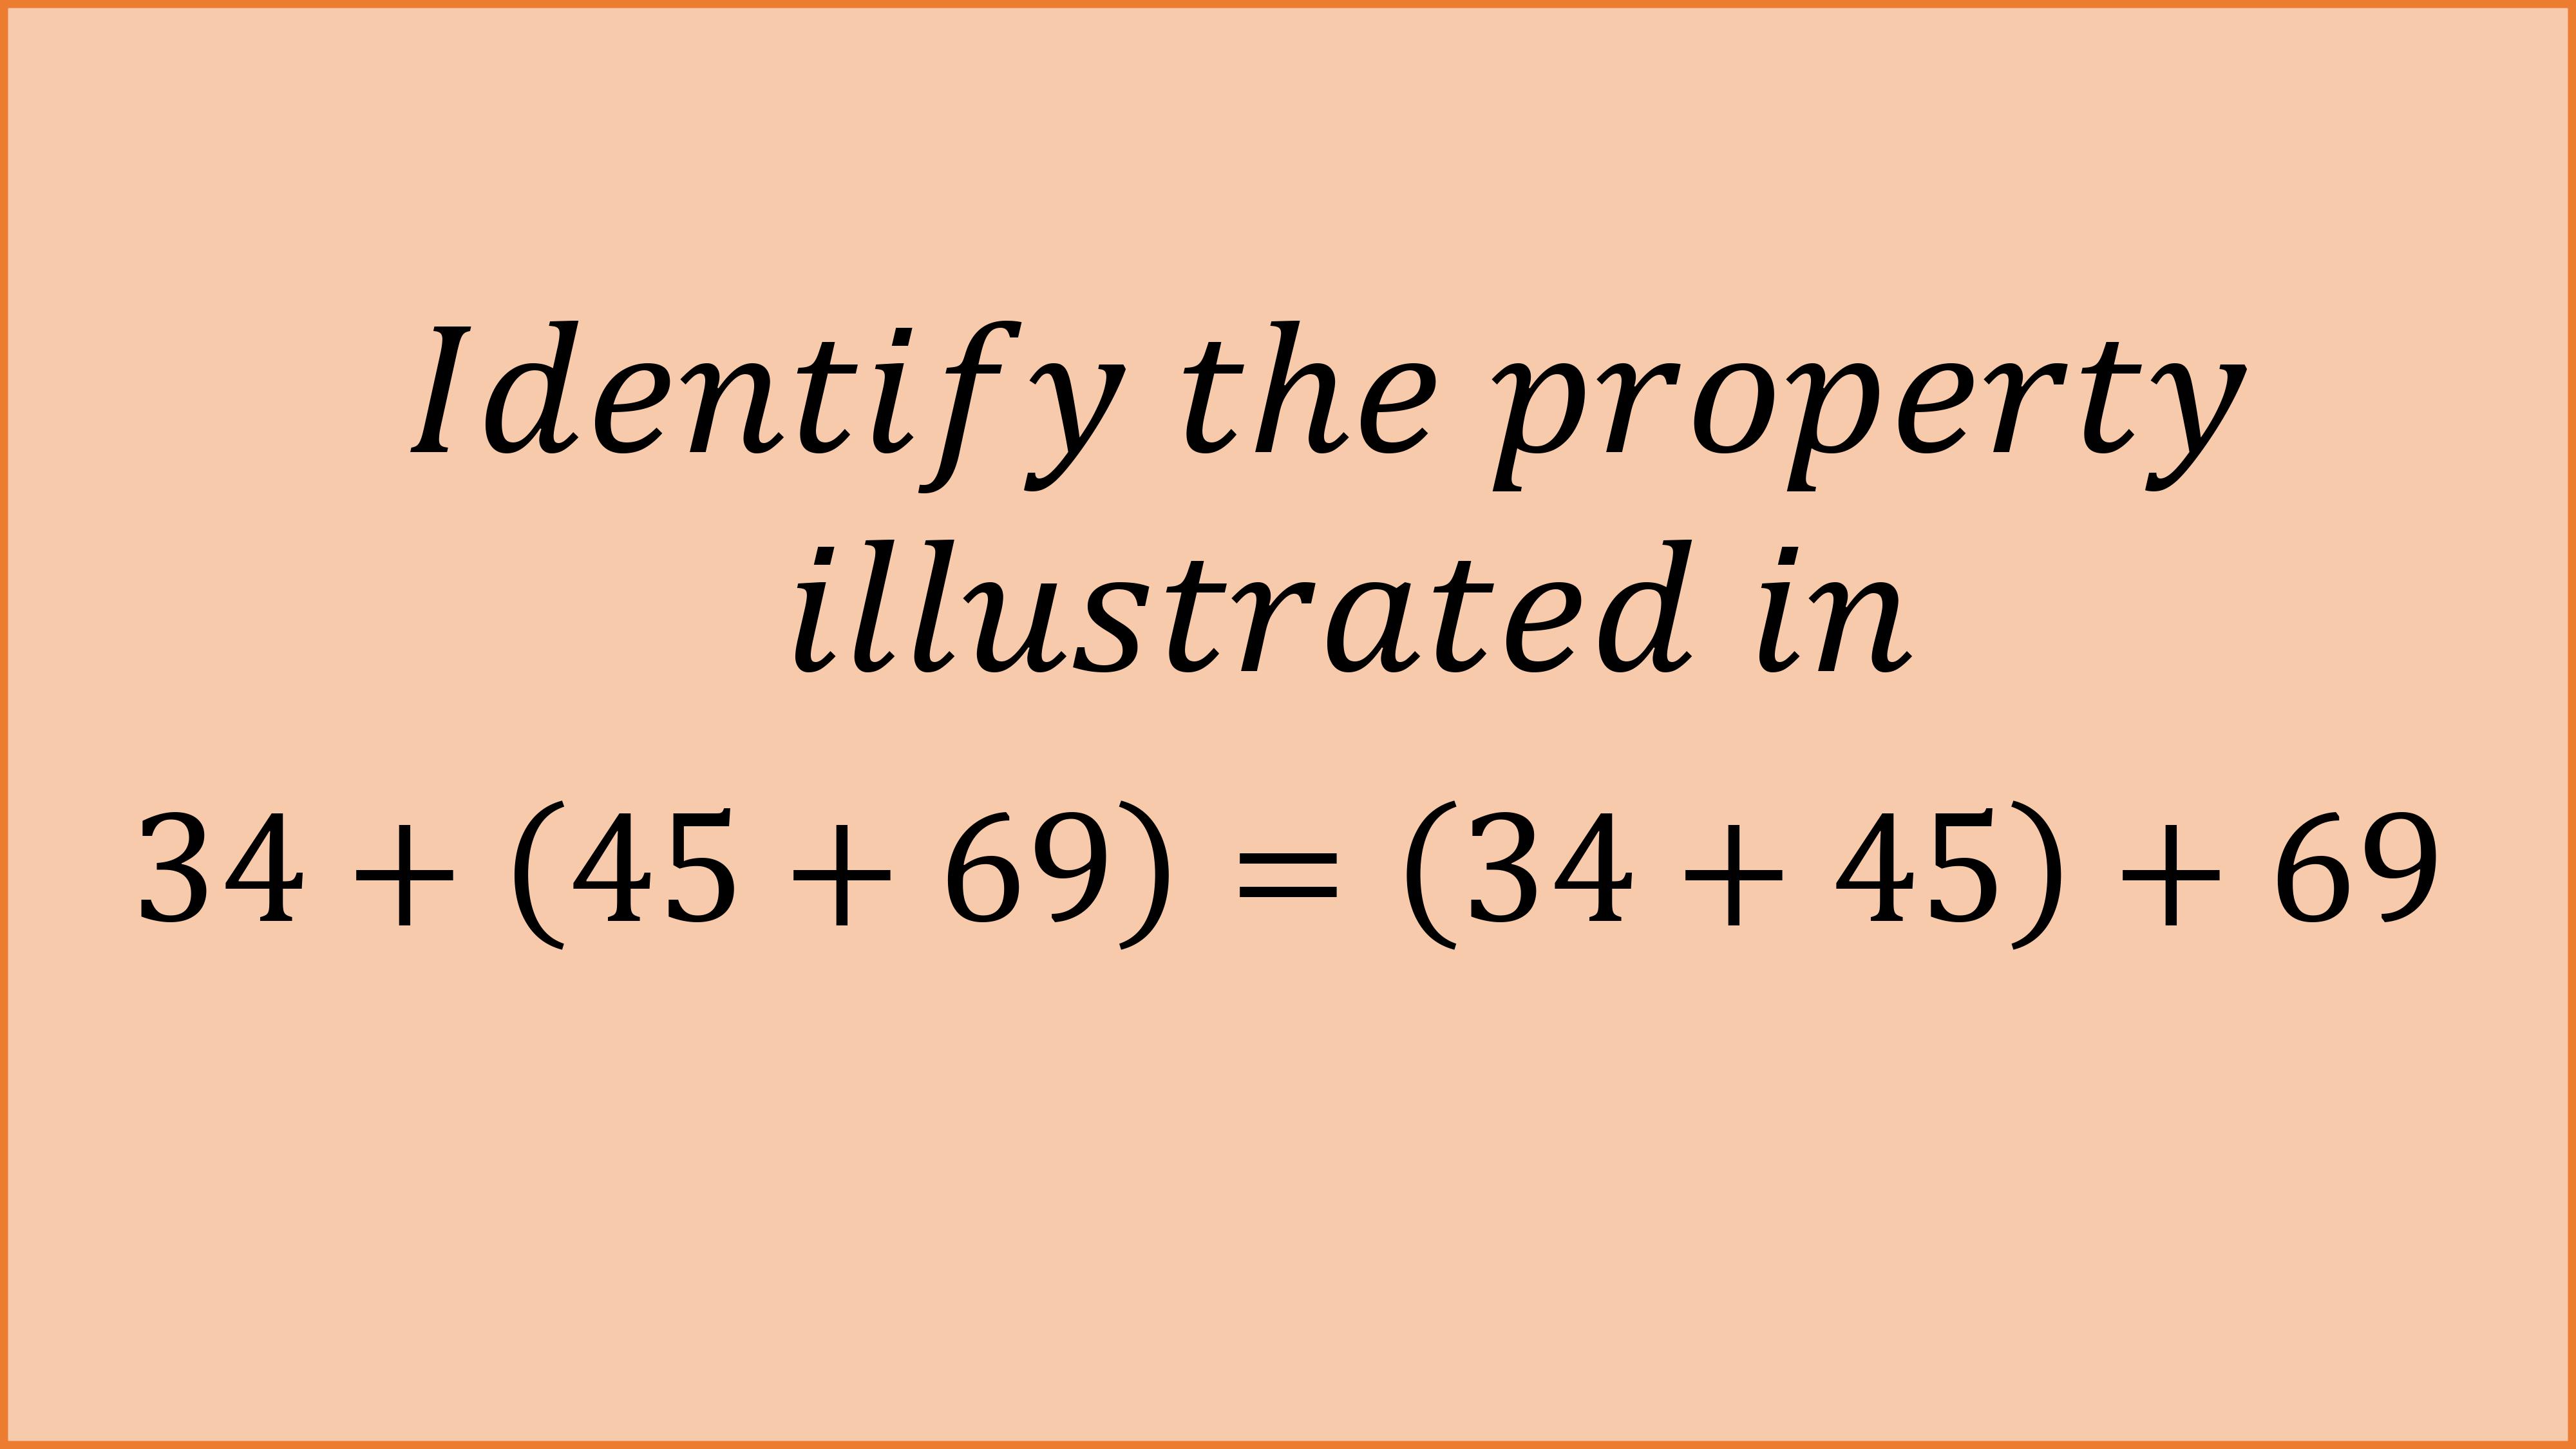 Identify the property
illustrated in
34 + (45 + 69) = (34 + 45) + 69